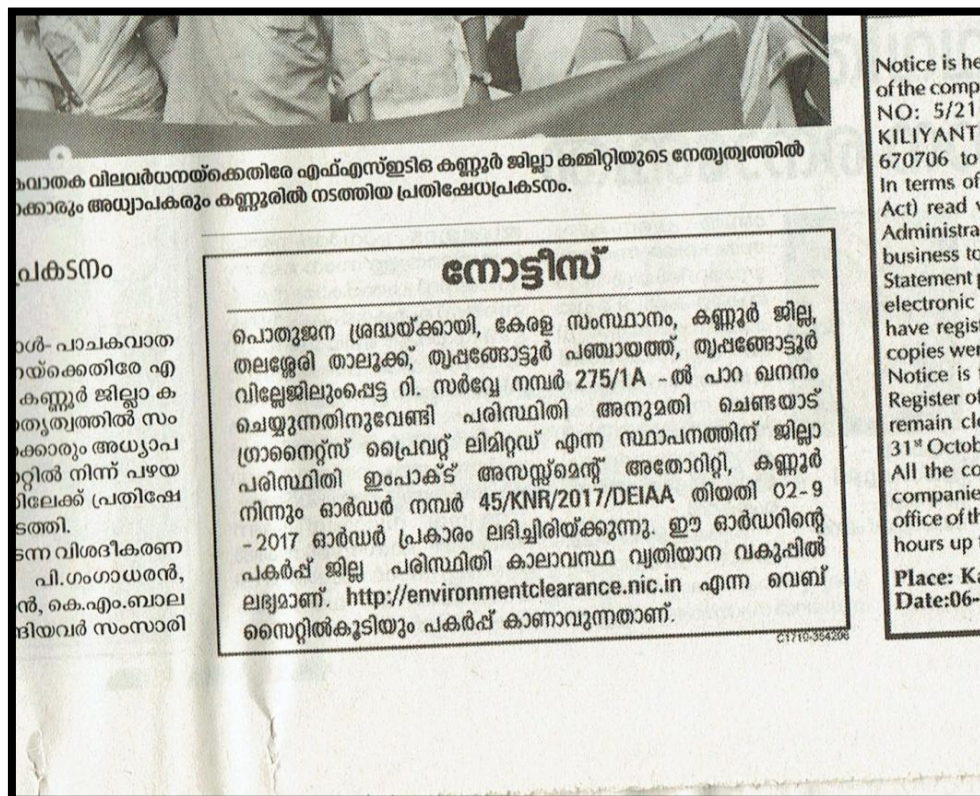 കവാതക വിലവർധനയ്ക്കെതിരേ എഫ്എസ്ഇടിഒ കണ്ണൂർ ജില്ലാ കമ്മിറ്റിയുടെ നേതൃത്വത്തിൽ
ക്കാരും അധ്യാപകരും കണ്ണൂരിൽ നടത്തിയ പ്രതിഷേധപ്രകടനം.
പ്രകടനം
ാൾ- പാചകവാത
യ്ക്കെതിരേ എ
കണ്ണൂർ ജില്ലാ ക
തൃത്വത്തിൽ സം
ക്കാരും അധ്യാപ
റ്റിൽ നിന്ന് പഴയ
ിലേക്ക് പ്രതിഷേ
ടത്തി.
ടന്ന വിശദീകരണ
പി.ഗംഗാധരൻ,
ൻ, കെ.എം.ബാല
ദിയവർ സംസാരി
നോട്ടീസ്
പൊതുജന ശ്രദ്ധയ്ക്കായി, കേരള സംസ്ഥാനം, കണ്ണൂർ ജില്ല,
തലശ്ശേരി താലൂക്ക്, തൃപ്പങ്ങോട്ടൂർ പഞ്ചായത്ത്, തൃപ്പങ്ങോട്ടൂർ
വില്ലേജിലുംപ്പെട്ട റി. സർവ്വേ നമ്പർ 275/1A -ൽ പാറ ഖനനം
ചെയ്യുന്നതിനുവേണ്ടി പരിസ്ഥിതി അനുമതി ചെണ്ടയാട്
ഗ്രാനൈറ്റ്സ് പ്രൈവറ്റ് ലിമിറ്റഡ് എന്ന സ്ഥാപനത്തിന് ജില്ലാ
പരിസ്ഥിതി ഇംപാക്ട് അസസ്സ്മെന്റ് അതോറിറ്റി, കണ്ണൂർ
നിന്നും ഓർഡർ നമ്പർ 45/KNR/2017/DEIAA തിയതി 02-9
-2017 ഓർഡർ പ്രകാരം ലഭിച്ചിരിയ്ക്കുന്നു. ഈ ഓർഡറിന്റെ
പകർപ്പ് ജില്ല പരിസ്ഥിതി കാലാവസ്ഥ വ്യതിയാന വകുപ്പിൽ
ലഭ്യമാണ്. http://environmentclearance.nic.in എന്ന വെബ്
സൈറ്റിൽകൂടിയും പകർപ്പ് കാണാവുന്നതാണ്.
C1710-354206
Notice is he
of the comp
NO: 5/21
KILIYANT
670706 to
In terms of
Act) read
Administra
business to
Statement
electronic
have regis
copies wer
Notice is
Register of
remain clo
31st Octob
All the co
companie
office of th
hours up
Place: Ka
Date:06-